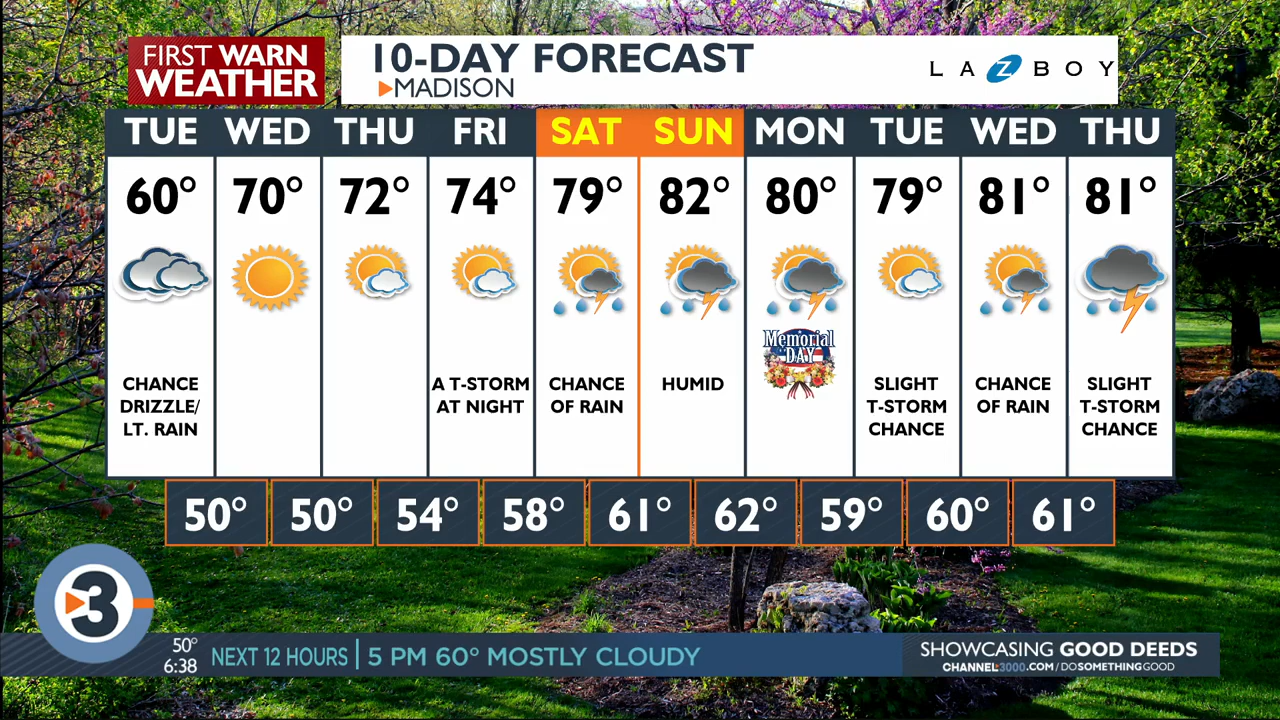 FIRST WARN
WEATHER
10-DAY FORECAST
MADISON
LA Z BOY
TUE WED THU FRI SAT SUN MON TUE WED THU
60° 70° 72° 74° 79° 82° 80° 79° 81° 81°
Memorial
DAY
CHANCE
DRIZZLE/
LT. RAIN
A T-STORM
AT NIGHT
CHANCE
OF RAIN
HUMID
SLIGHT
T-STORM
CHANCE
CHANCE
OF RAIN
SLIGHT
T-STORM
CHANCE
50° 50° 54° 58° 61° 62° 59° 60° 61°
3
50°
6:38
NEXT 12 HOURS | 5 PM 60° MOSTLY CLOUDY
SHOWCASING GOOD DEEDS
CHANNEL3000.COM/DOSOMETHINGGOOD